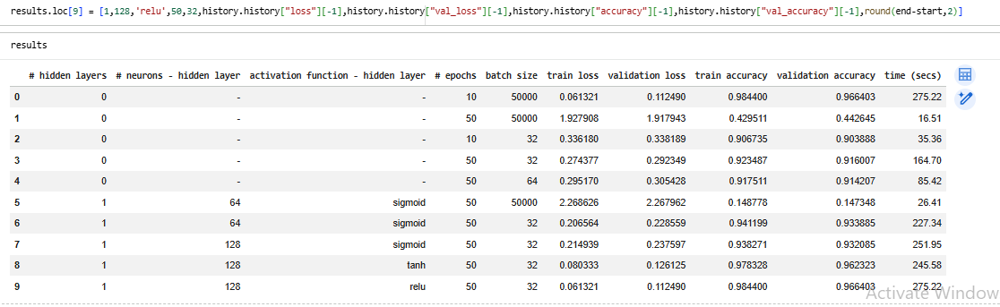 results.loc[9] = [1,128,'relu',50,32,history.history["loss"][-1],history.history["val_loss"][-1],history.history["accuracy"][-1],history.history["val_accuracy"][-1],round(end-start,2)]
results
# hidden layers # neurons - hidden layer activation function - hidden layer # epochs batch size train loss validation loss train accuracy validation accuracy time (secs)
0 0 - - 10 50000 0.061321 0.112490 0.984400 0.966403 275.22
1 0 - - 50 50000 1.927908 1.917943 0.429511 0.442645 16.51
2 0 - - 10 32 0.336180 0.338189 0.906735 0.903888 35.36
3 0 - - 50 32 0.274377 0.292349 0.923487 0.916007 164.70
4 0 - - 50 64 0.295170 0.305428 0.917511 0.914207 85.42
5 1 64 sigmoid 50 50000 2.268626 2.267962 0.148778 0.147348 26.41
6 1 64 sigmoid 50 32 0.206564 0.228559 0.941199 0.933885 227.34
7 1 128 sigmoid 50 32 0.214939 0.237597 0.938271 0.932085 251.95
8 1 128 tanh 50 32 0.080333 0.126125 0.978328 0.962323 245.58
9 1 128 relu 50 32 0.061321 0.112490 0.984400 0.966403 275.22
Activate Window